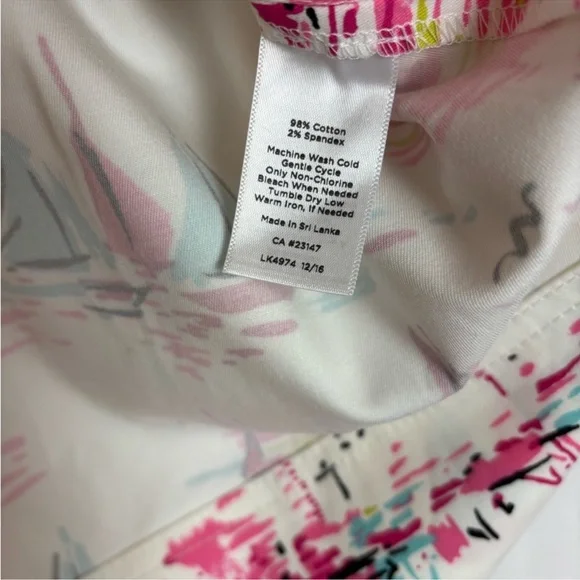 98% Cotton
2% Spandex
Machine Wash Cold
Gentle Cycle
Only Non-Chlorine
Bleach When Needed
Tumble Dry Low
Warm Iron, If Needed
Made in Sri Lanka
CA #23147
LK4974 12/16